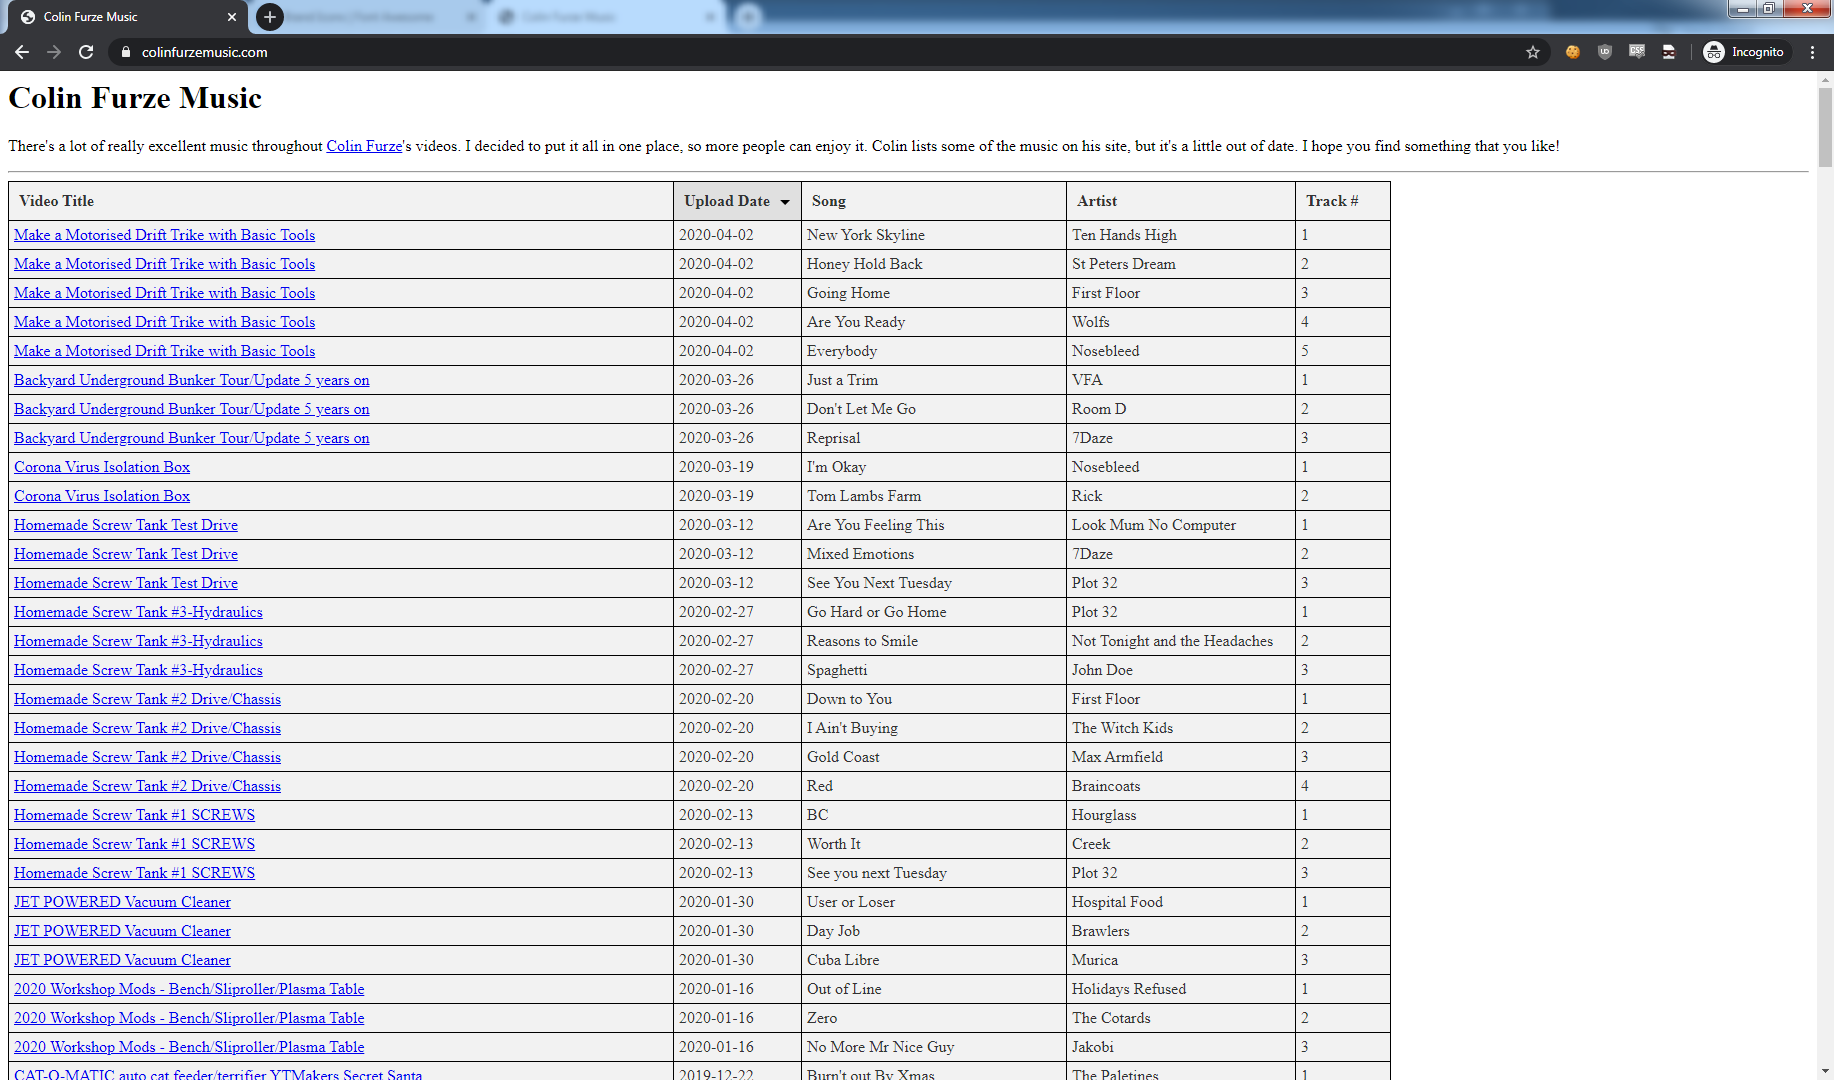 Colin Furze Music
colinfurzemusic.com
Incognito
Colin Furze Music
There's a lot of really excellent music throughout Colin Furze's videos. I decided to put it all in one place, so more people can enjoy it. Colin lists some of the music on his site, but it's a little out of date. I hope you find something that you like!
Video Title Upload Date Song Artist Track #
Make a Motorised Drift Trike with Basic Tools 2020-04-02 New York Skyline Ten Hands High 1
Make a Motorised Drift Trike with Basic Tools 2020-04-02 Honey Hold Back St Peters Dream 2
Make a Motorised Drift Trike with Basic Tools 2020-04-02 Going Home First Floor 3
Make a Motorised Drift Trike with Basic Tools 2020-04-02 Are You Ready Wolfs 4
Make a Motorised Drift Trike with Basic Tools 2020-04-02 Everybody Nosebleed 5
Backyard Underground Bunker Tour/Update 5 years on 2020-03-26 Just a Trim VFA 1
Backyard Underground Bunker Tour/Update 5 years on 2020-03-26 Don't Let Me Go Room D 2
Backyard Underground Bunker Tour/Update 5 years on 2020-03-26 Reprisal 7Daze 3
Corona Virus Isolation Box 2020-03-19 I'm Okay Nosebleed 1
Corona Virus Isolation Box 2020-03-19 Tom Lambs Farm Rick 2
Homemade Screw Tank Test Drive 2020-03-12 Are You Feeling This Look Mum No Computer 1
Homemade Screw Tank Test Drive 2020-03-12 Mixed Emotions 7Daze 2
Homemade Screw Tank Test Drive 2020-03-12 See You Next Tuesday Plot 32 3
Homemade Screw Tank #3-Hydraulics 2020-02-27 Go Hard or Go Home Plot 32 1
Homemade Screw Tank #3-Hydraulics 2020-02-27 Reasons to Smile Not Tonight and the Headaches 2
Homemade Screw Tank #3-Hydraulics 2020-02-27 Spaghetti John Doe 3
Homemade Screw Tank #2 Drive/Chassis 2020-02-20 Down to You First Floor 1
Homemade Screw Tank #2 Drive/Chassis 2020-02-20 I Ain't Buying The Witch Kids 2
Homemade Screw Tank #2 Drive/Chassis 2020-02-20 Gold Coast Max Armfield 3
Homemade Screw Tank #2 Drive/Chassis 2020-02-20 Red Braincoats 4
Homemade Screw Tank #1 SCREWS 2020-02-13 BC Hourglass 1
Homemade Screw Tank #1 SCREWS 2020-02-13 Worth It Creek 2
Homemade Screw Tank #1 SCREWS 2020-02-13 See you next Tuesday Plot 32 3
JET POWERED Vacuum Cleaner 2020-01-30 User or Loser Hospital Food 1
JET POWERED Vacuum Cleaner 2020-01-30 Day Job Brawlers 2
JET POWERED Vacuum Cleaner 2020-01-30 Cuba Libre Murica 3
2020 Workshop Mods - Bench/Sliproller/Plasma Table 2020-01-16 Out of Line Holidays Refused 1
2020 Workshop Mods - Bench/Sliproller/Plasma Table 2020-01-16 Zero The Cotards 2
2020 Workshop Mods - Bench/Sliproller/Plasma Table 2020-01-16 No More Mr Nice Guy Jakobi 3
CAT-O-MATIC auto cat feeder/terrifier YTMakers Secret Santa 2019-12-22 Burn't out By Xmas The Paletines 1